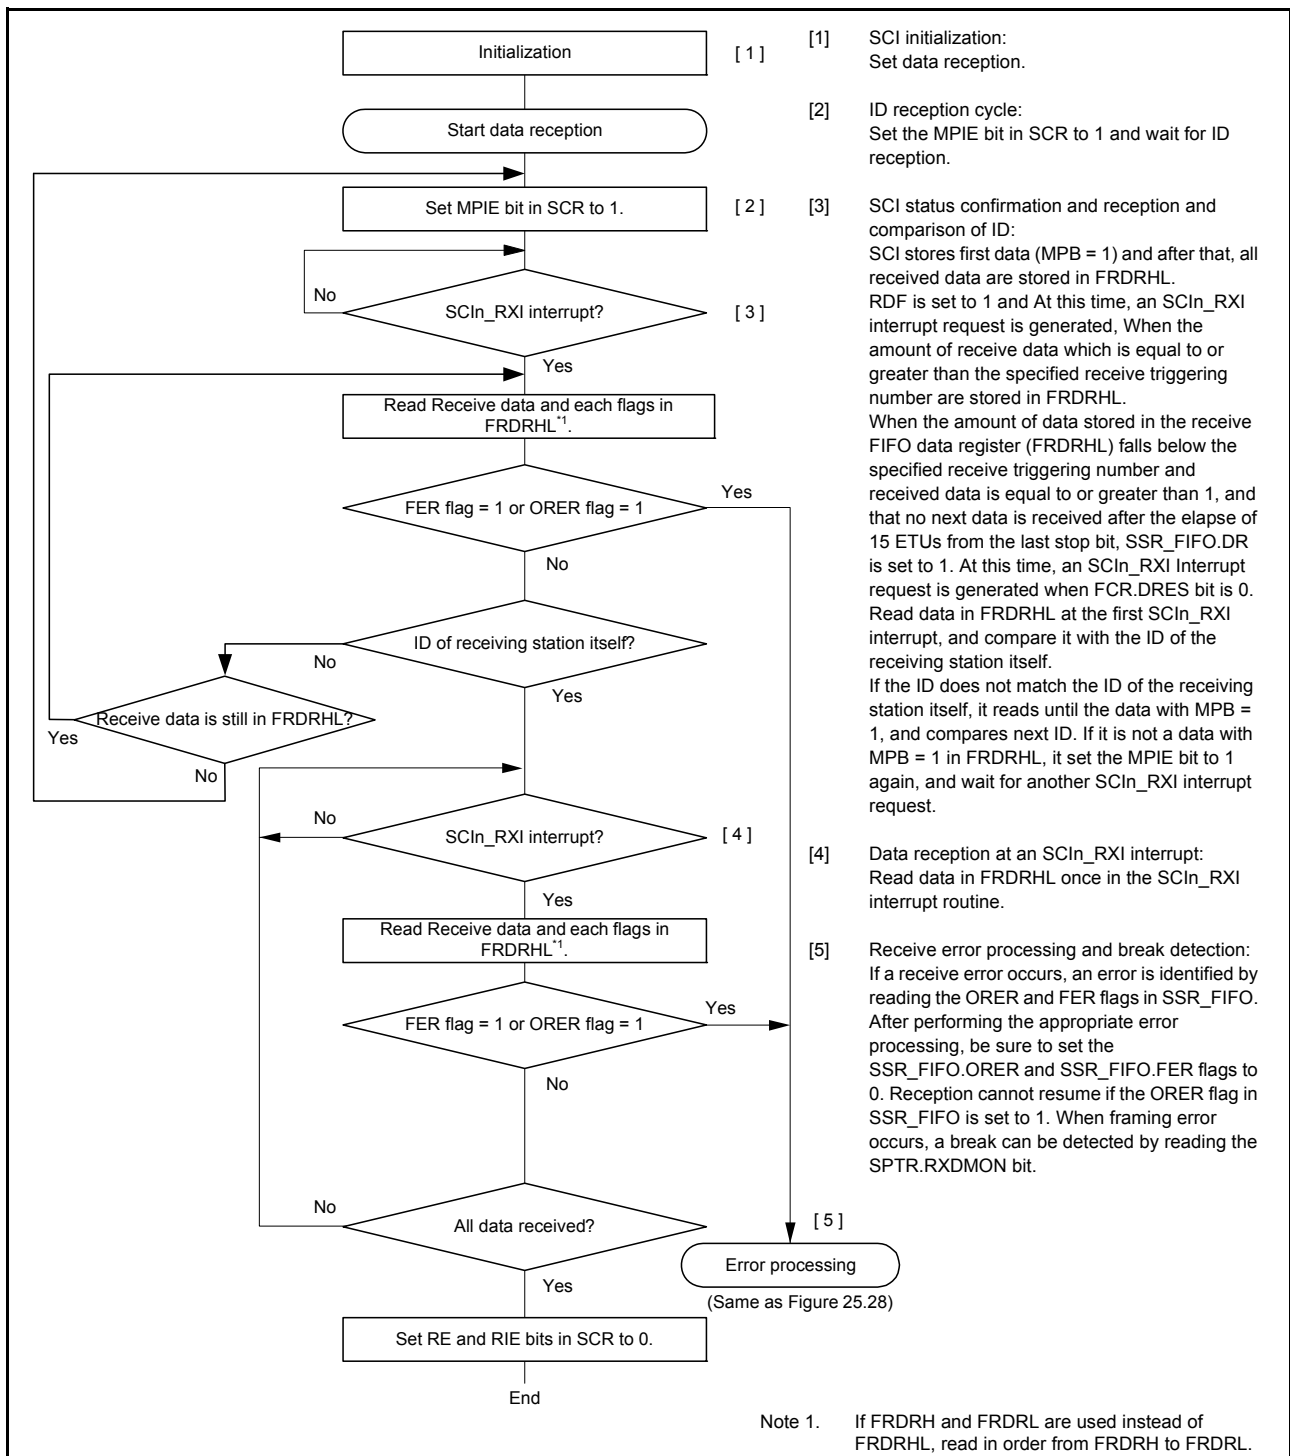 Initialization
[ 1 ]
Start data reception
Set MPIE bit in SCR to 1.
[ 2 ]
No
SCIn_RXI interrupt?
[ 3 ]
Yes
Read Receive data and each flags in
FRDRHL*1.
Yes
FER flag = 1 or ORER flag = 1
No
ID of receiving station itself?
No
Yes
Receive data is still in FRDRHL?
Yes
No
No
SCIn_RXI interrupt?
[ 4 ]
Yes
Read Receive data and each flags in
FRDRHL*1.
Yes
FER flag = 1 or ORER flag = 1
No
No
All data received?
[ 5 ]
Error processing
(Same as Figure 25.28)
Yes
Set RE and RIE bits in SCR to 0.
End
[1] SCI initialization:
Set data reception.
[2] ID reception cycle:
Set the MPIE bit in SCR to 1 and wait for ID
reception.
[3] SCI status confirmation and reception and
comparison of ID:
SCI stores first data (MPB = 1) and after that, all
received data are stored in FRDRHL.
RDF is set to 1 and At this time, an SCIn_RXI
interrupt request is generated, When the
amount of receive data which is equal to or
greater than the specified receive triggering
number are stored in FRDRHL.
When the amount of data stored in the receive
FIFO data register (FRDRHL) falls below the
specified receive triggering number and
received data is equal to or greater than 1, and
that no next data is received after the elapse of
15 ETUs from the last stop bit, SSR_FIFO.DR
is set to 1. At this time, an SCIn_RXI Interrupt
request is generated when FCR.DRES bit is 0.
Read data in FRDRHL at the first SCIn_RXI
interrupt, and compare it with the ID of the
receiving station itself.
If the ID does not match the ID of the receiving
station itself, it reads until the data with MPB =
1, and compares next ID. If it is not a data with
MPB = 1 in FRDRHL, it set the MPIE bit to 1
again, and wait for another SCIn_RXI interrupt
request.
[4] Data reception at an SCIn_RXI interrupt:
Read data in FRDRHL once in the SCIn_RXI
interrupt routine.
[5] Receive error processing and break detection:
If a receive error occurs, an error is identified by
reading the ORER and FER flags in SSR_FIFO.
After performing the appropriate error
processing, be sure to set the
SSR_FIFO.ORER and SSR_FIFO.FER flags to
0. Reception cannot resume if the ORER flag in
SSR_FIFO is set to 1. When framing error
occurs, a break can be detected by reading the
SPTR.RXDMON bit.
Note 1. If FRDRH and FRDRL are used instead of
FRDRHL, read in order from FRDRH to FRDRL.